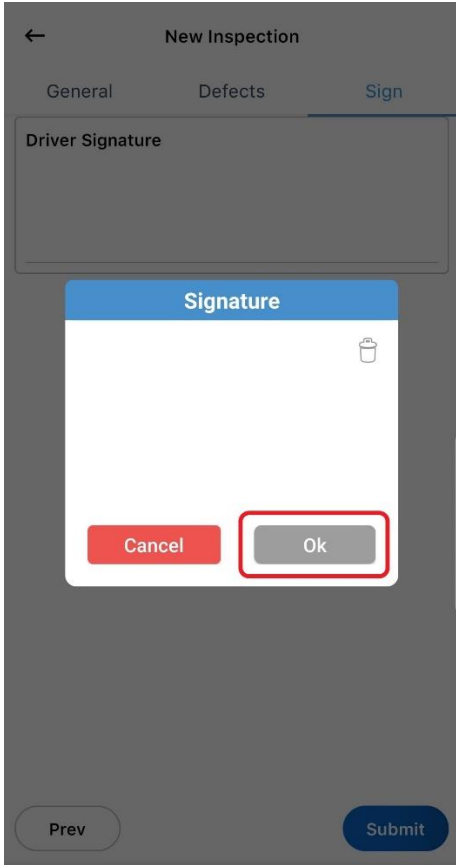 New Inspection
General Defects Sign
Driver Signature
Signature
Cancel Ok
Prev Submit